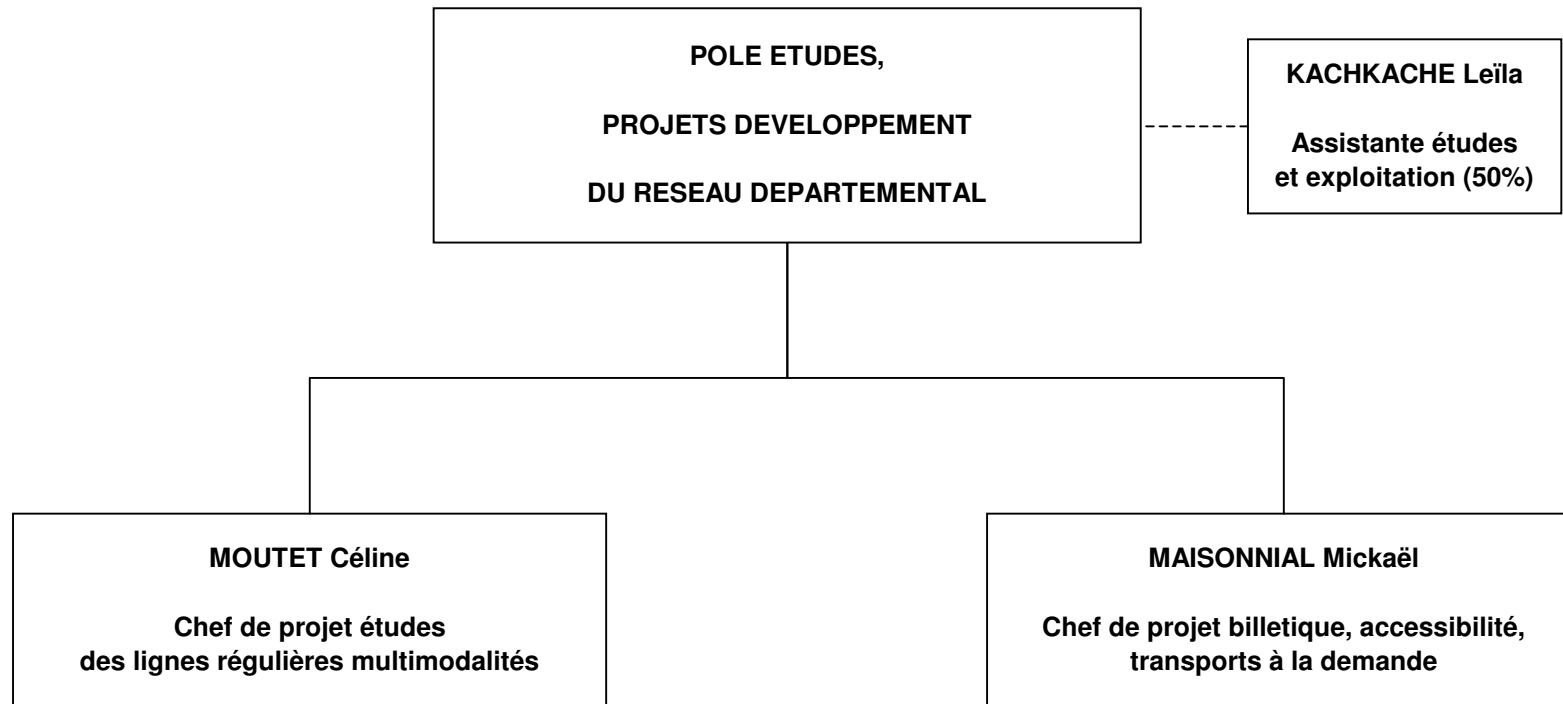 POLE ETUDES,
PROJETS DEVELOPPEMENT
DU RESEAU DEPARTEMENTAL
KACHKACHE Leïla
Assistante études
et exploitation (50%)
MOUTET Céline
Chef de projet études
des lignes régulières multimodalités
MAISONNIAL Mickaël
Chef de projet billetique, accessibilité,
transports à la demande